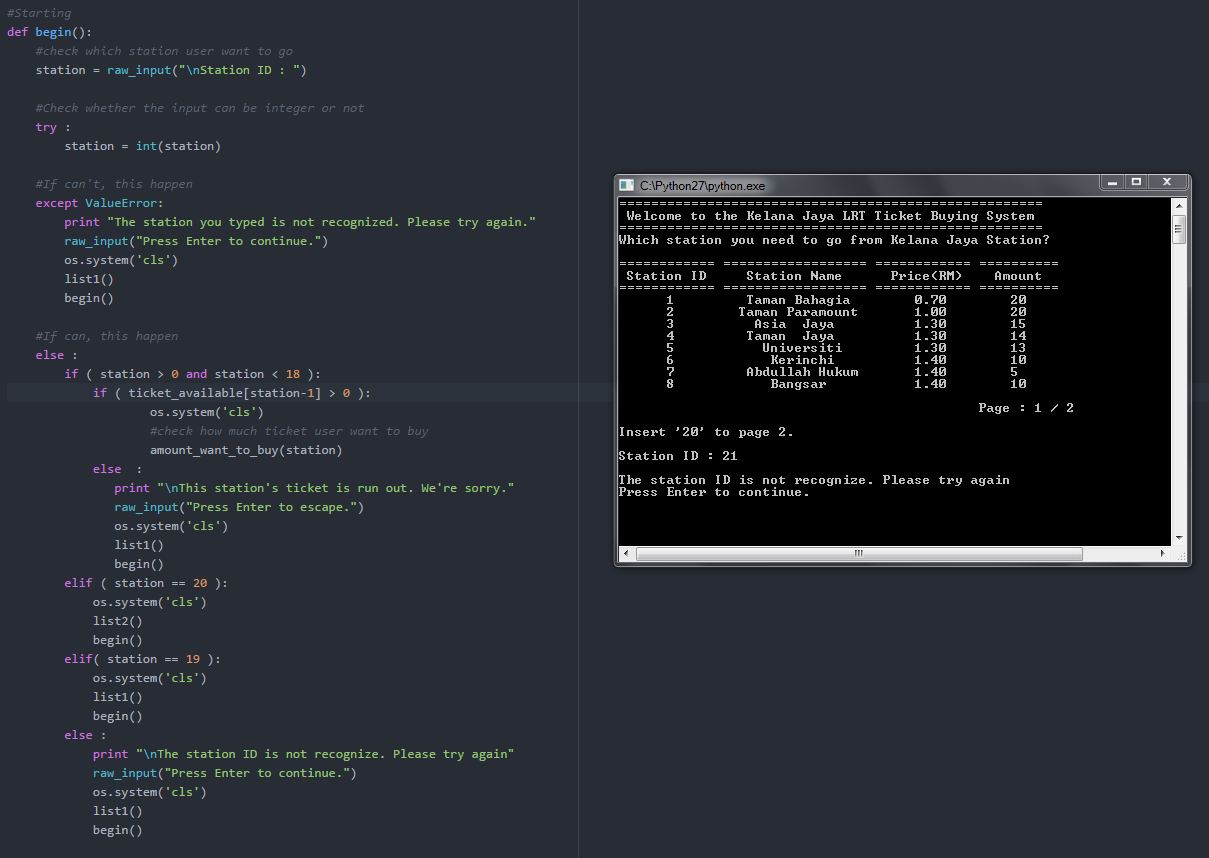 #Starting
def begin():
    #check which station user want to go
    station = raw_input("\nStation ID : ")
    #Check whether the input can be integer or not
    try :
        station = int(station)
    #If can't, this happen
    except ValueError:
        print "The station you typed is not recognized. Please try again."
        raw_input("Press Enter to continue.")
        os.system('cls')
        list1()
        begin()
    #If can, this happen
    else :
        if ( station > 0 and station < 18 ):
            if ( ticket_available[station-1] > 0 ):
                    os.system('cls')
                    #check how much ticket user want to buy
                    amount_want_to_buy(station)
            else  :
               print "\nThis station's ticket is run out. We're sorry."
               raw_input("Press Enter to escape.")
               os.system('cls')
               list1()
               begin()
        elif ( station == 20 ):
            os.system('cls')
            list2()
            begin()
        elif( station == 19 ):
            os.system('cls')
            list1()
            begin()
        else :
            print "\nThe station ID is not recognize. Please try again"
            raw_input("Press Enter to continue.")
            os.system('cls')
            list1()
            begin()
C:\Python27\python.exe
=====================================================
Welcome to the Kelana Jaya LRT Ticket Buying System
=====================================================
Which station you need to go from Kelana Jaya Station?
============ ================== ============ ==========
Station ID Station Name Price(RM) Amount
============ ================== ============ ==========
1 Taman Bahagia 0.70 20
2 Taman Paramount 1.00 20
3 Asia  Jaya 1.30 15
4 Taman  Jaya 1.30 14
5 Universiti 1.30 13
6 Kerinchi 1.40 10
7 Abdullah Hukum 1.40 5
8 Bangsar 1.40 10
Page : 1 / 2
Insert '20' to page 2.
Station ID : 21
The station ID is not recognize. Please try again
Press Enter to continue.